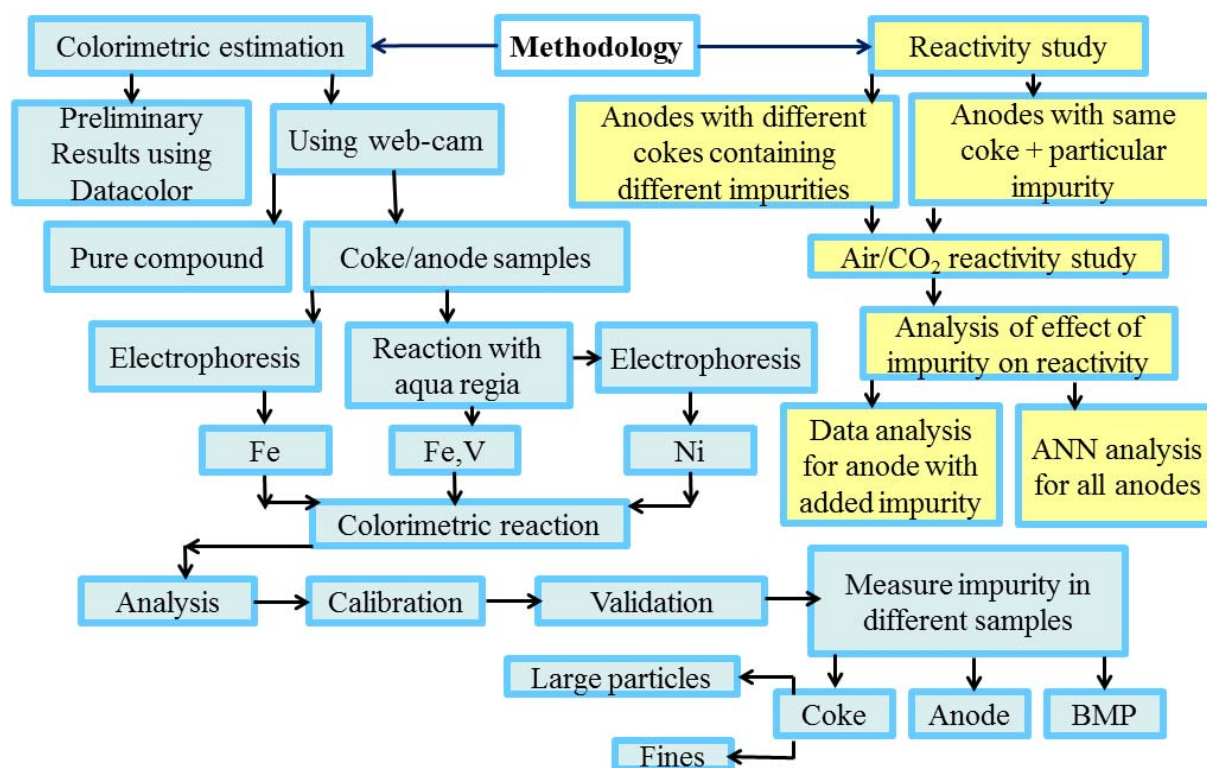 Colorimetric estimation
Methodology
Reactivity study
Preliminary
Results using
Datacolor
Using web-cam
Anodes with different
cokes containing
different impurities
Anodes with same
coke + particular
impurity
Pure compound
Coke/anode samples
Air/CO₂ reactivity study
Electrophoresis
Reaction with
aqua regia
Electrophoresis
Analysis of effect of
impurity on reactivity
Fe
Fe,V
Ni
Data analysis
for anode with
added impurity
ANN analysis
for all anodes
Colorimetric reaction
Analysis
Calibration
Validation
Measure impurity in
different samples
Large particles
Coke
Anode
BMP
Fines